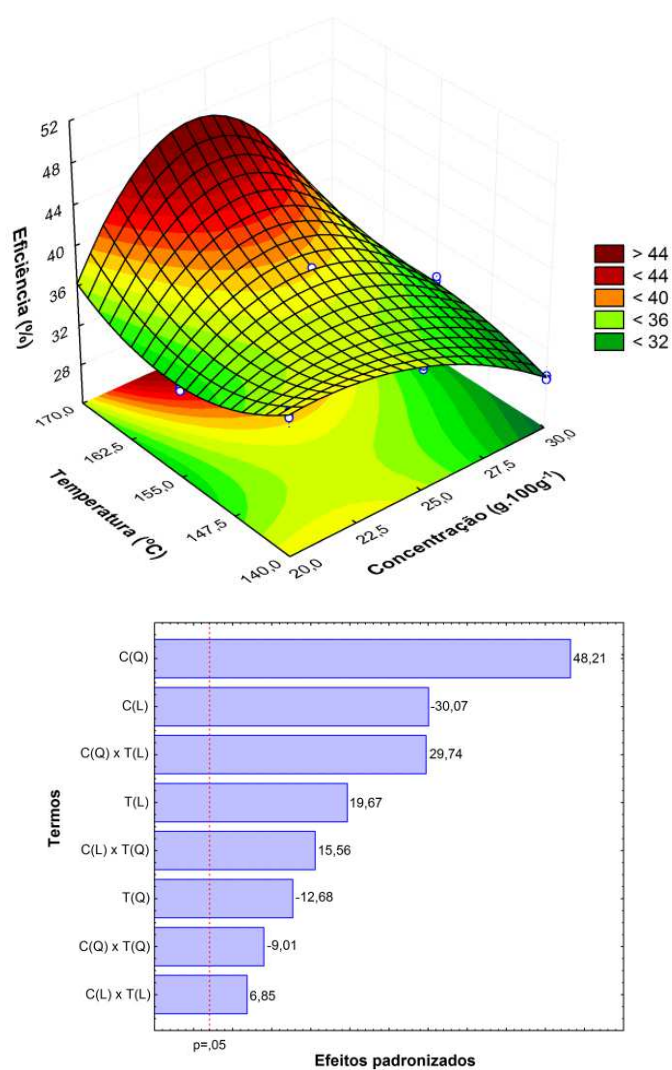 52
48
44
40
36
32
28
Eficiência (%)
> 44
< 44
< 40
< 36
< 32
170,0
162,5
155,0
147,5
140,0
Temperatura (°C)
20,0
22,5
25,0
27,5
30,0
Concentração (g.100g⁻¹)
C(Q) 48,21
C(L) -30,07
C(Q) x T(L) 29,74
T(L) 19,67
C(L) x T(Q) 15,56
T(Q) -12,68
C(Q) x T(Q) -9,01
C(L) x T(L) 6,85
Termos
p=,05
Efeitos padronizados